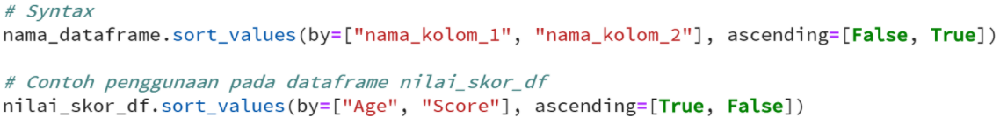 # Syntax
nama_dataframe.sort_values(by=["nama_kolom_1", "nama_kolom_2"], ascending=[False, True])
# Contoh penggunaan pada dataframe nilai_skor_df
nilai_skor_df.sort_values(by=["Age", "Score"], ascending=[True, False])